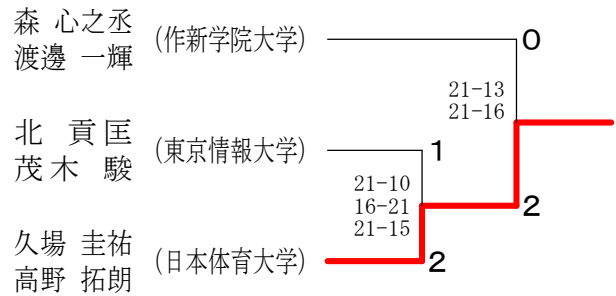 森 心之丞
渡邊 一輝
(作新学院大学)
0
21-13
21-16
北 貢匡
茂木 駿
(東京情報大学)
1
21-10
16-21
21-15
2
久場 圭祐
高野 拓朗
(日本体育大学)
2